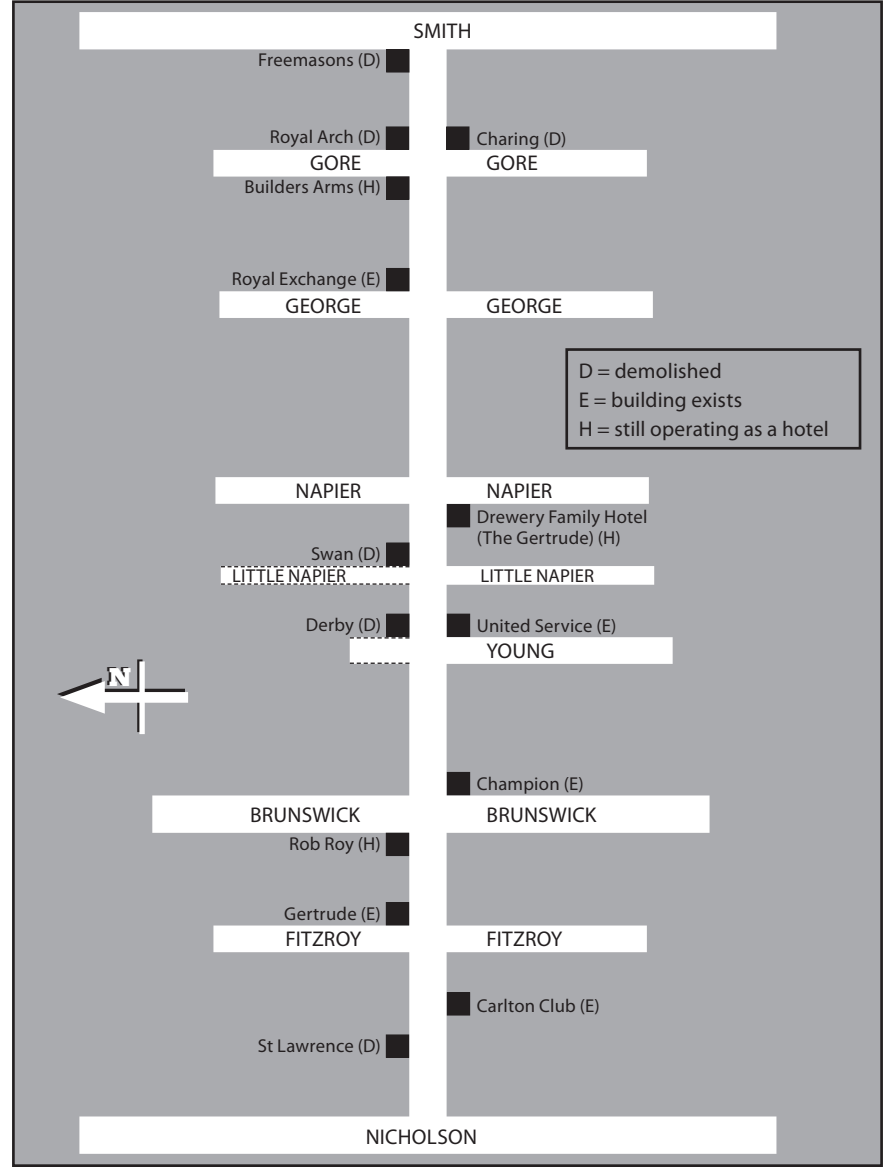 SMITH
Freemasons (D)
Royal Arch (D)
Charing (D)
GORE
GORE
Builders Arms (H)
Royal Exchange (E)
GEORGE
GEORGE
D = demolished
E = building exists
H = still operating as a hotel
NAPIER
NAPIER
Drewery Family Hotel
(The Gertrude) (H)
Swan (D)
LITTLE NAPIER
LITTLE NAPIER
Derby (D)
United Service (E)
YOUNG
N
Champion (E)
BRUNSWICK
BRUNSWICK
Rob Roy (H)
Gertrude (E)
FITZROY
FITZROY
Carlton Club (E)
St Lawrence (D)
NICHOLSON